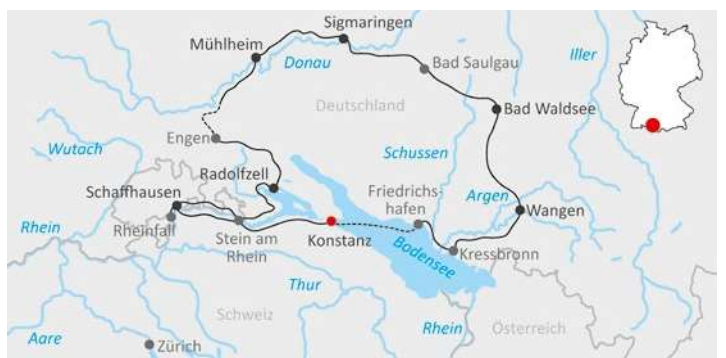 Sigmaringen
Mühlheim
Donau
Iller
Bad Saulgau
Deutschland
Bad Waldsee
Engen
Wutach
Schussen
Radolfzell
Schaffhausen
Friedrichs-
hafen
Argen
Wangen
Rhein
Rheinfall
Stein am
Rhein
Konstanz
Bodensee
Kressbronn
Thur
Schweiz
Rhein
Österreich
Aare
Zürich